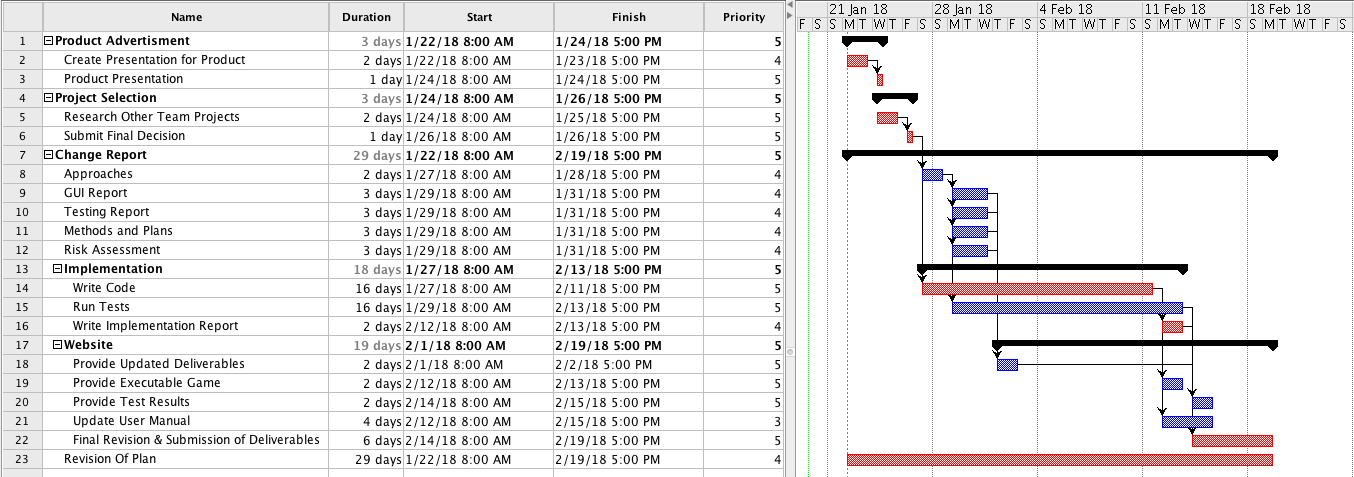 Name Duration Start Finish Priority
21 Jan 18 28 Jan 18 4 Feb 18 11 Feb 18 18 Feb 18
F S S M T W T F S S M T W T F S S M T W T F S S M T W T F S S M T W T F S
1 Product Advertisment 3 days 1/22/18 8:00 AM 1/24/18 5:00 PM 5
2 Create Presentation for Product 2 days 1/22/18 8:00 AM 1/23/18 5:00 PM 4
3 Product Presentation 1 day 1/24/18 8:00 AM 1/24/18 5:00 PM 5
4 Project Selection 3 days 1/24/18 8:00 AM 1/26/18 5:00 PM 5
5 Research Other Team Projects 2 days 1/24/18 8:00 AM 1/25/18 5:00 PM 5
6 Submit Final Decision 1 day 1/26/18 8:00 AM 1/26/18 5:00 PM 5
7 Change Report 29 days 1/22/18 8:00 AM 2/19/18 5:00 PM 5
8 Approaches 2 days 1/27/18 8:00 AM 1/28/18 5:00 PM 4
9 GUI Report 3 days 1/29/18 8:00 AM 1/31/18 5:00 PM 4
10 Testing Report 3 days 1/29/18 8:00 AM 1/31/18 5:00 PM 4
11 Methods and Plans 3 days 1/29/18 8:00 AM 1/31/18 5:00 PM 4
12 Risk Assessment 3 days 1/29/18 8:00 AM 1/31/18 5:00 PM 4
13 Implementation 18 days 1/27/18 8:00 AM 2/13/18 5:00 PM 5
14 Write Code 16 days 1/27/18 8:00 AM 2/11/18 5:00 PM 5
15 Run Tests 16 days 1/29/18 8:00 AM 2/13/18 5:00 PM 5
16 Write Implementation Report 2 days 2/12/18 8:00 AM 2/13/18 5:00 PM 4
17 Website 19 days 2/1/18 8:00 AM 2/19/18 5:00 PM 5
18 Provide Updated Deliverables 2 days 2/1/18 8:00 AM 2/2/18 5:00 PM 5
19 Provide Executable Game 2 days 2/12/18 8:00 AM 2/13/18 5:00 PM 5
20 Provide Test Results 2 days 2/14/18 8:00 AM 2/15/18 5:00 PM 5
21 Update User Manual 4 days 2/12/18 8:00 AM 2/15/18 5:00 PM 3
22 Final Revision & Submission of Deliverables 6 days 2/14/18 8:00 AM 2/19/18 5:00 PM 5
23 Revision Of Plan 29 days 1/22/18 8:00 AM 2/19/18 5:00 PM 4